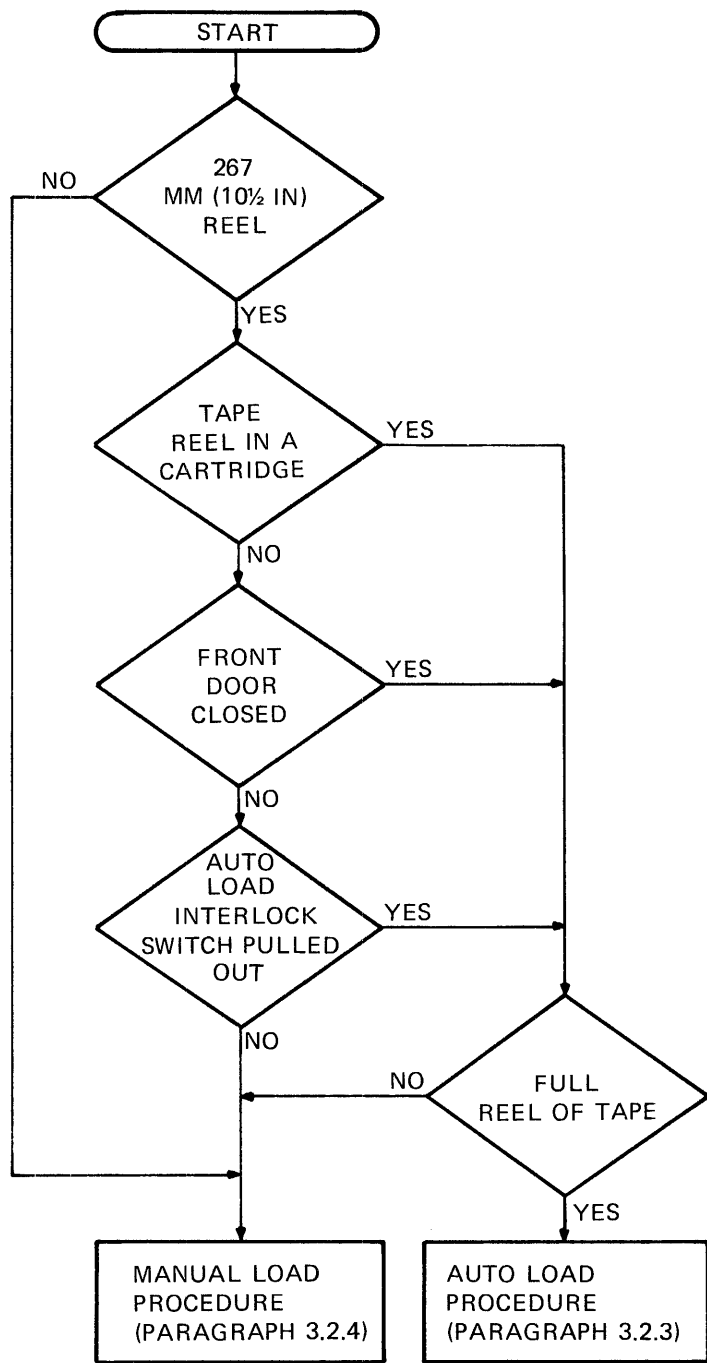 START
267
MM (10½ IN)
REEL
NO
YES
TAPE
REEL IN A
CARTRIDGE
YES
NO
FRONT
DOOR
CLOSED
YES
NO
AUTO
LOAD
INTERLOCK
SWITCH PULLED
OUT
YES
NO
FULL
REEL OF TAPE
NO
YES
MANUAL LOAD
PROCEDURE
(PARAGRAPH 3.2.4)
AUTO LOAD
PROCEDURE
(PARAGRAPH 3.2.3)